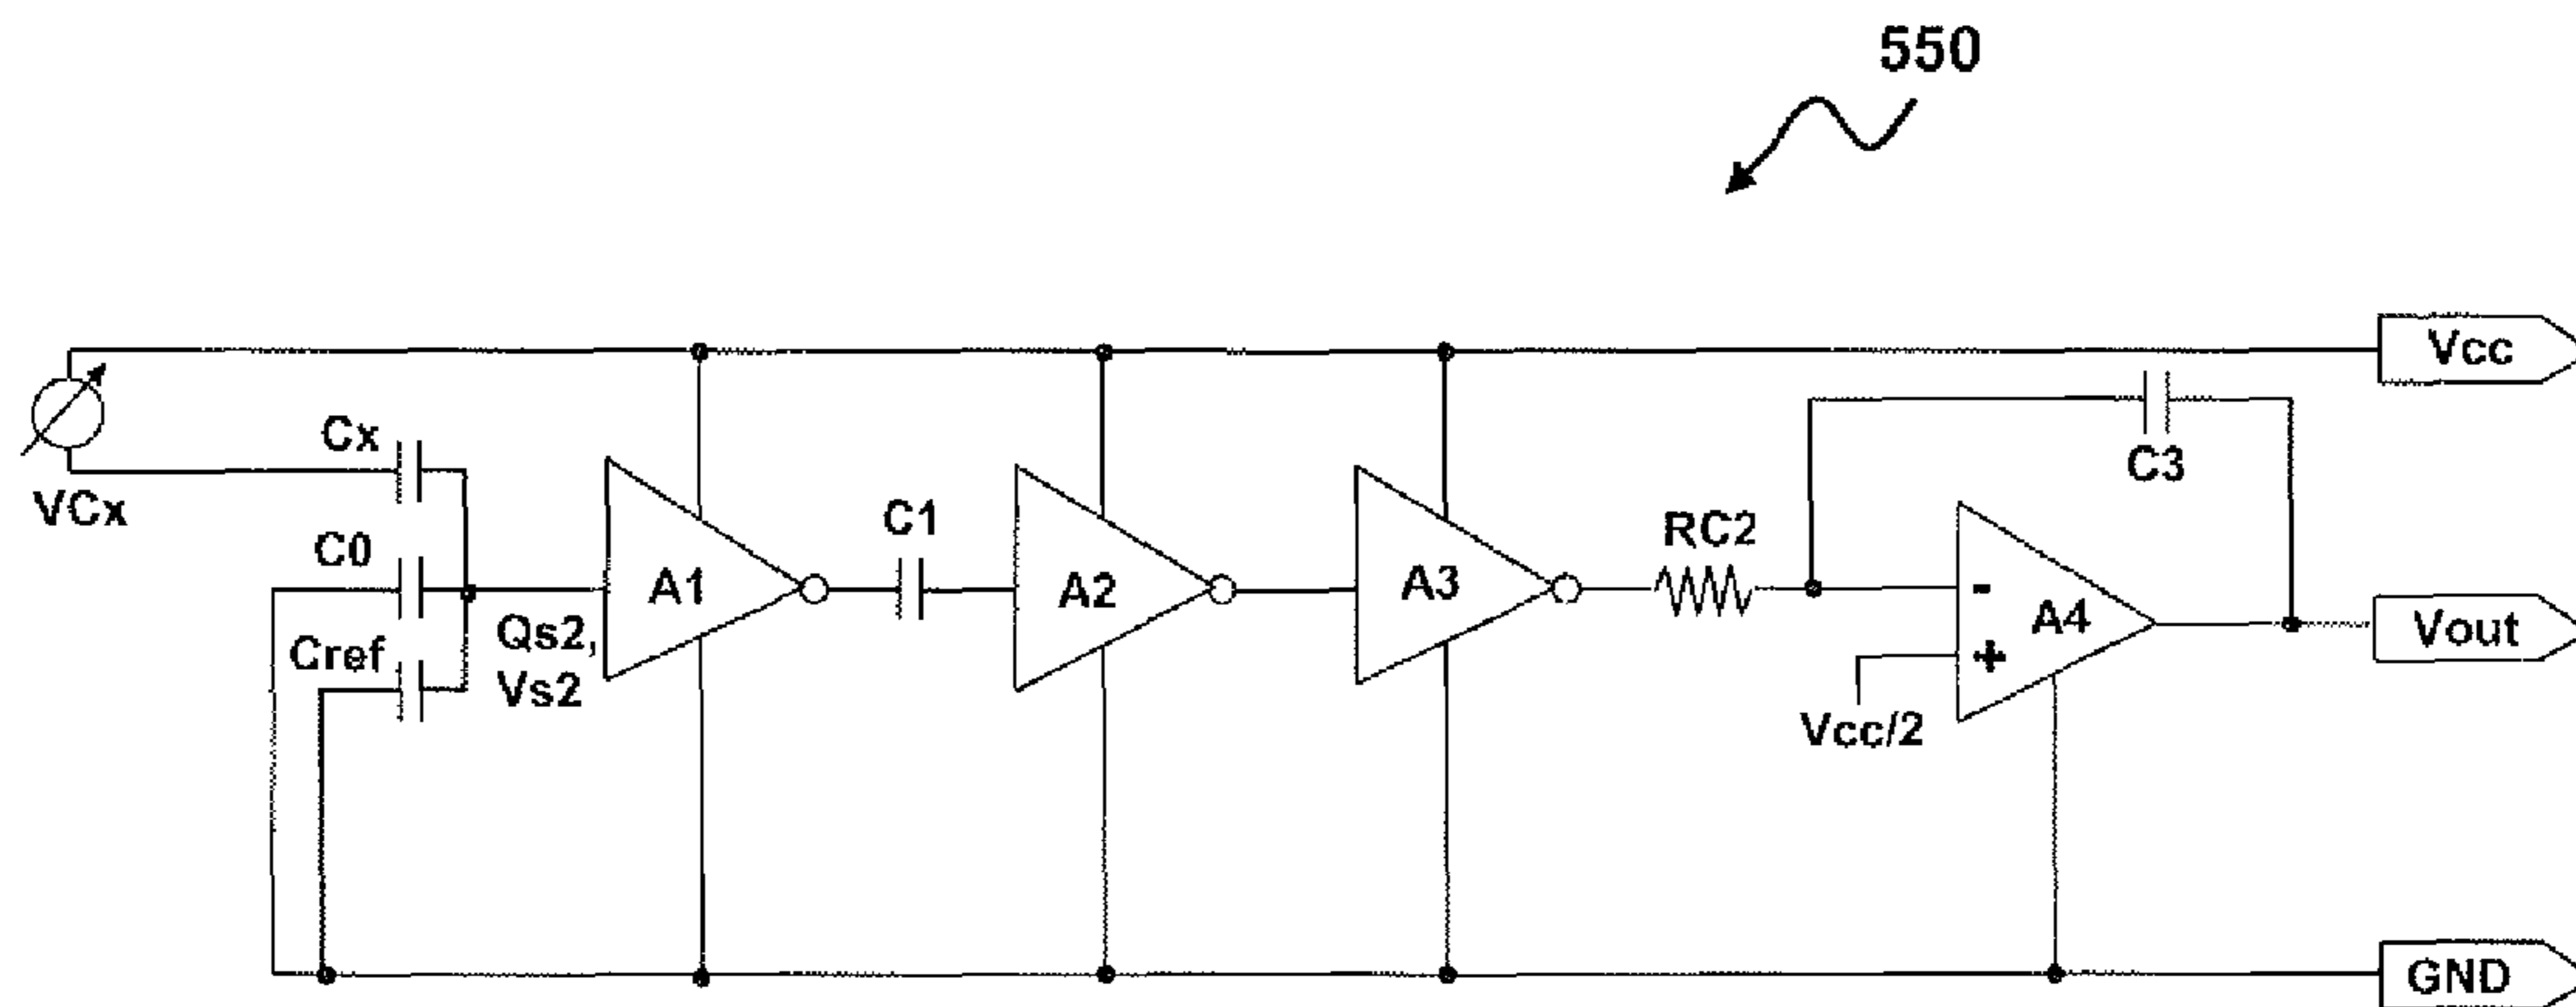 550
Vcc
Cx
C3
VCx
C1
RC2
C0
A1
A2
A3
-
A4
Vout
Qs2,
Cref
+
Vs2
Vcc/2
GND